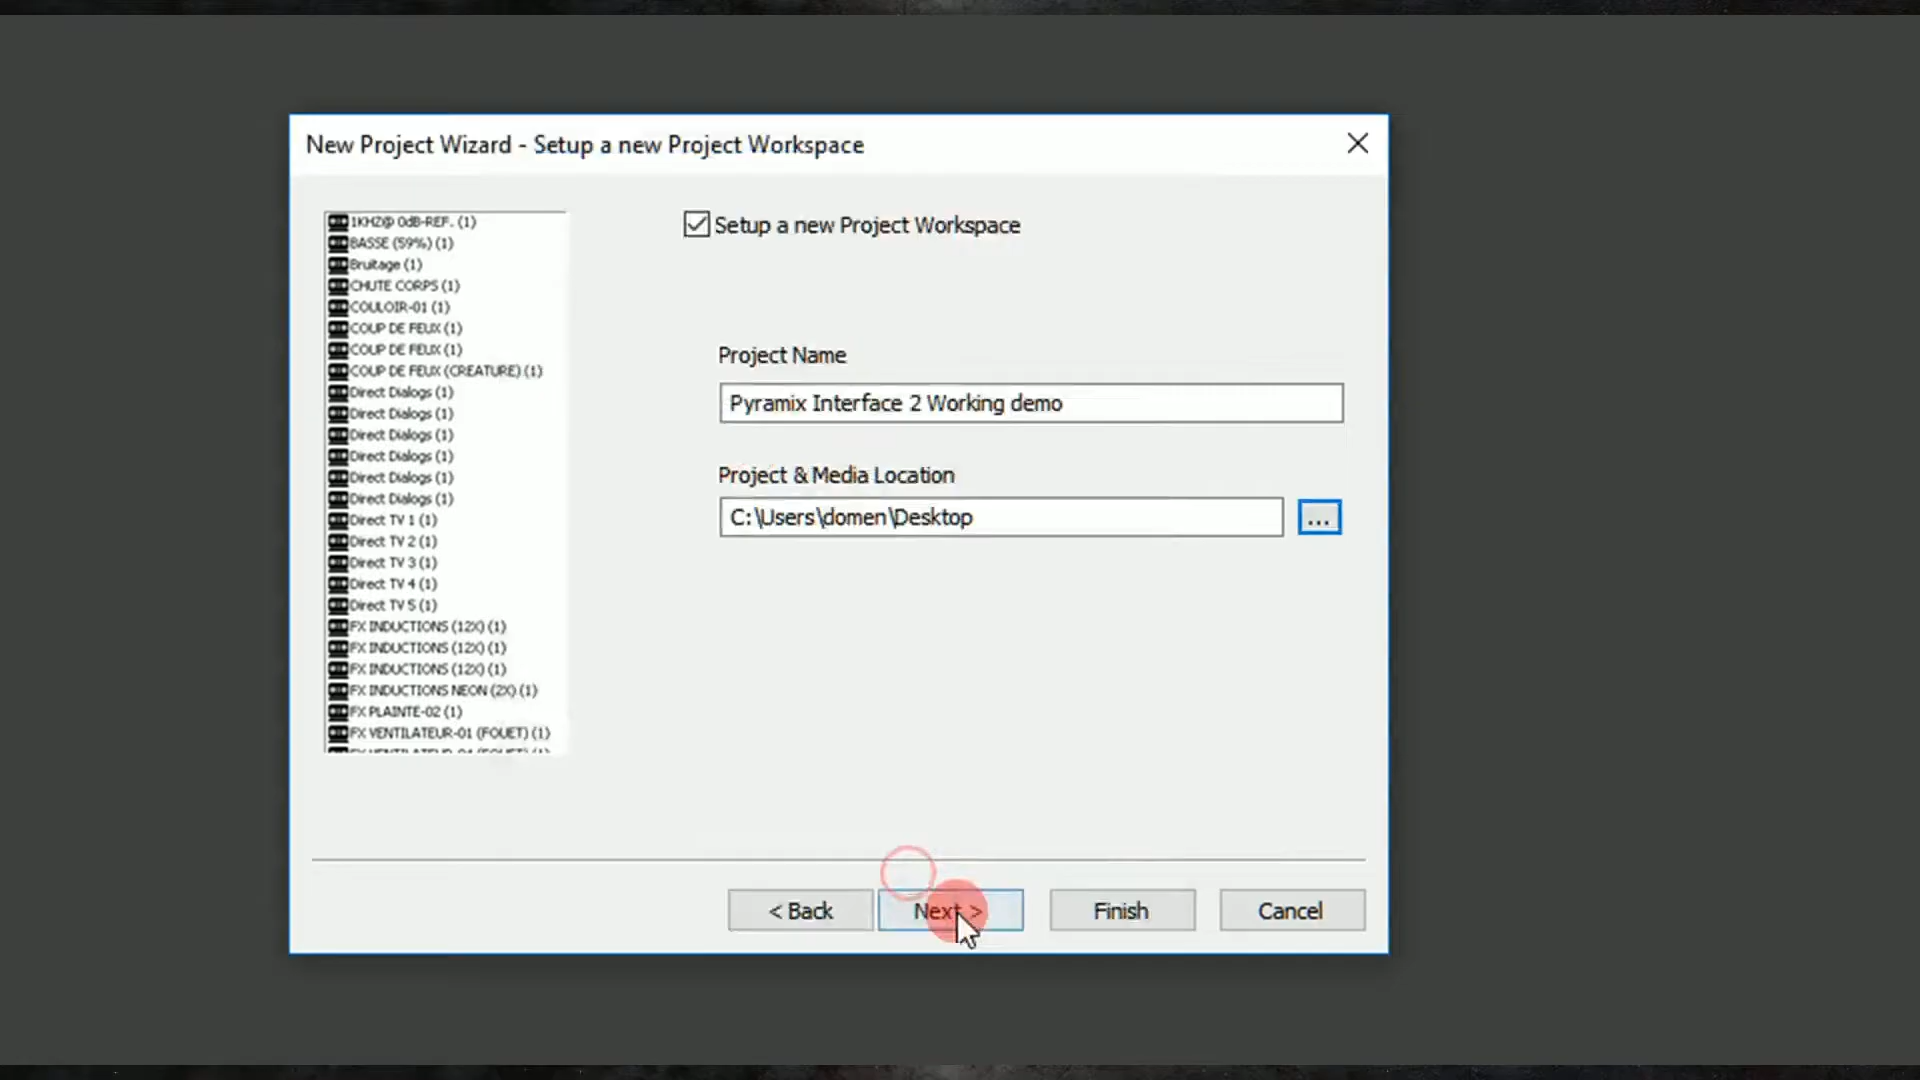 New Project Wizard - Setup a new Project Workspace
1KHZ@ 0dB-REF. (1)
BASSE (59%) (1)
Bruitage (1)
CHUTE CORPS (1)
COULOIR-01 (1)
COUP DE FEUX (1)
COUP DE FEUX (1)
COUP DE FEUX (CREATURE) (1)
Direct Dialogs (1)
Direct Dialogs (1)
Direct Dialogs (1)
Direct Dialogs (1)
Direct Dialogs (1)
Direct Dialogs (1)
Direct TV 1 (1)
Direct TV 2 (1)
Direct TV 3 (1)
Direct TV 4 (1)
Direct TV 5 (1)
FX INDUCTIONS (12X) (1)
FX INDUCTIONS (12X) (1)
FX INDUCTIONS (12X) (1)
FX INDUCTIONS NEON (2X) (1)
FX PLAINTE-02 (1)
FX VENTILATEUR-01 (FOUET) (1)
Setup a new Project Workspace
Project Name
Pyramix Interface 2 Working demo
Project & Media Location
C:\Users\domen\Desktop
...
< Back
Next >
Finish
Cancel